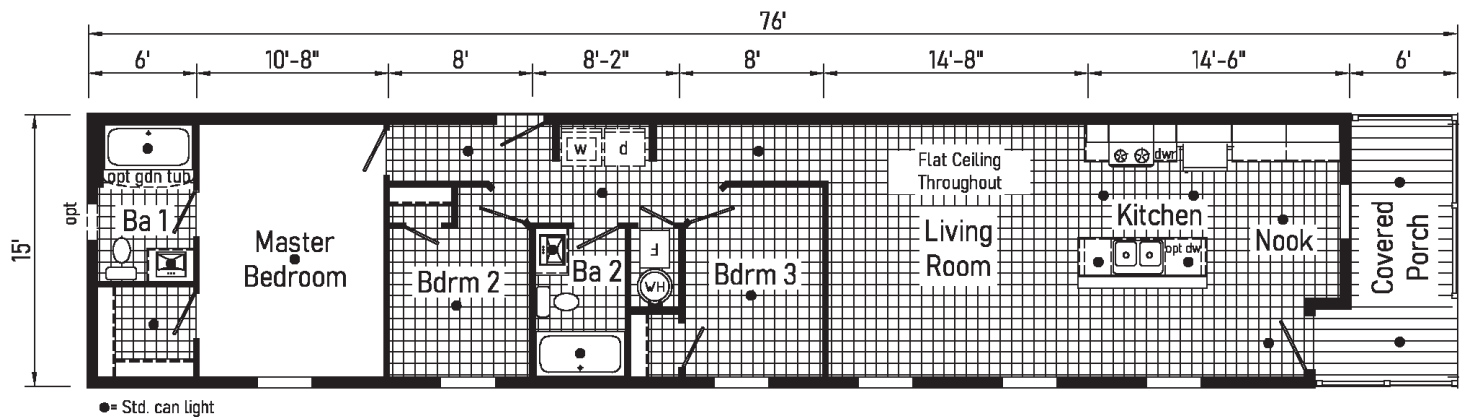 76'
6'
10'-8"
8'
8'-2"
8'
14'-8"
14'-6"
6'
15'
opt
opt gdn tub
Ba 1
Master
Bedroom
Bdrm 2
w
d
Ba 2
F
WH
Bdrm 3
Flat Ceiling
Throughout
Living
Room
dwr
Kitchen
opt dw
Nook
Covered
Porch
●= Std. can light